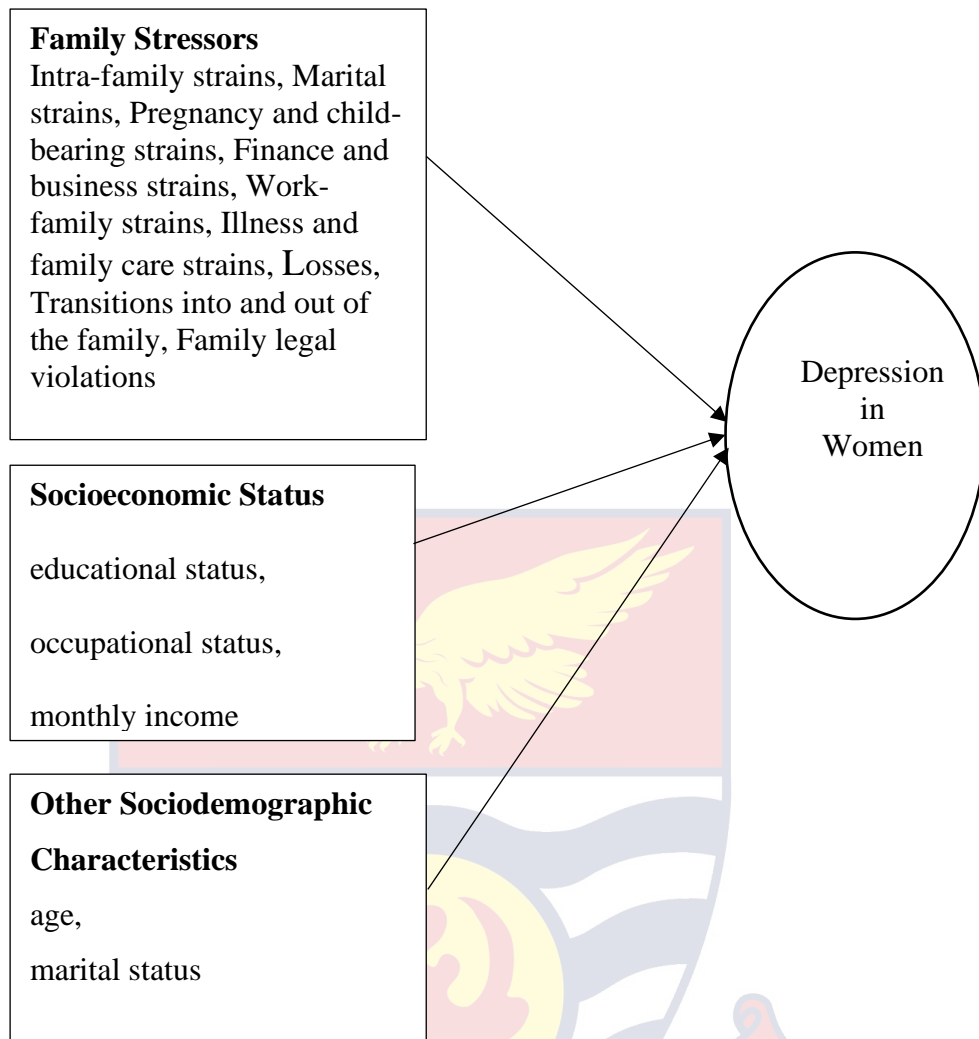 Family Stressors
Intra-family strains, Marital
strains, Pregnancy and child-
bearing strains, Finance and
business strains, Work-
family strains, Illness and
family care strains, Losses,
Transitions into and out of
the family, Family legal
violations
Depression
in
Women
Socioeconomic Status
educational status,
occupational status,
monthly income
Other Sociodemographic
Characteristics
age,
marital status